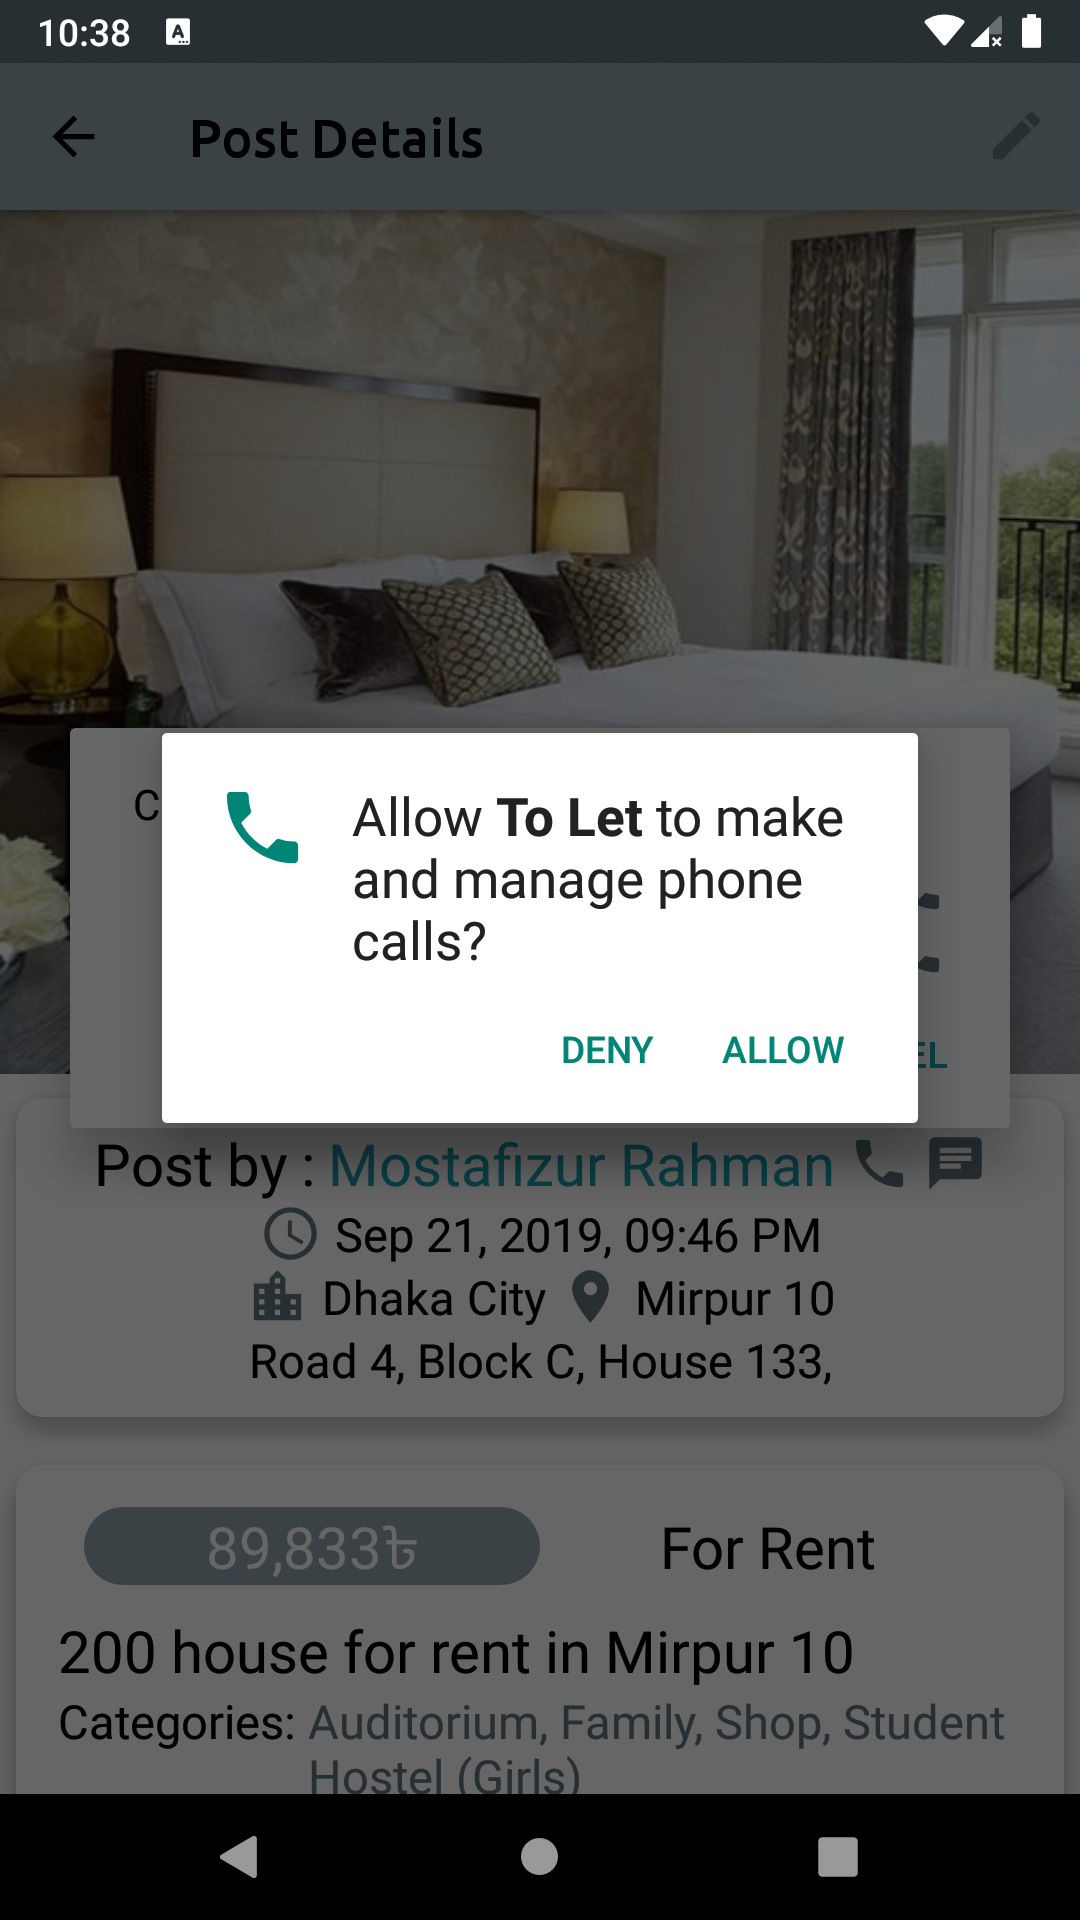 10:38
Post Details
C
Allow To Let to make
and manage phone
calls?
DENY ALLOW
EL
Post by : Mostafizur Rahman
Sep 21, 2019, 09:46 PM
Dhaka City Mirpur 10
Road 4, Block C, House 133,
89,833৳ For Rent
200 house for rent in Mirpur 10
Categories: Auditorium, Family, Shop, Student
Hostel (Girls)